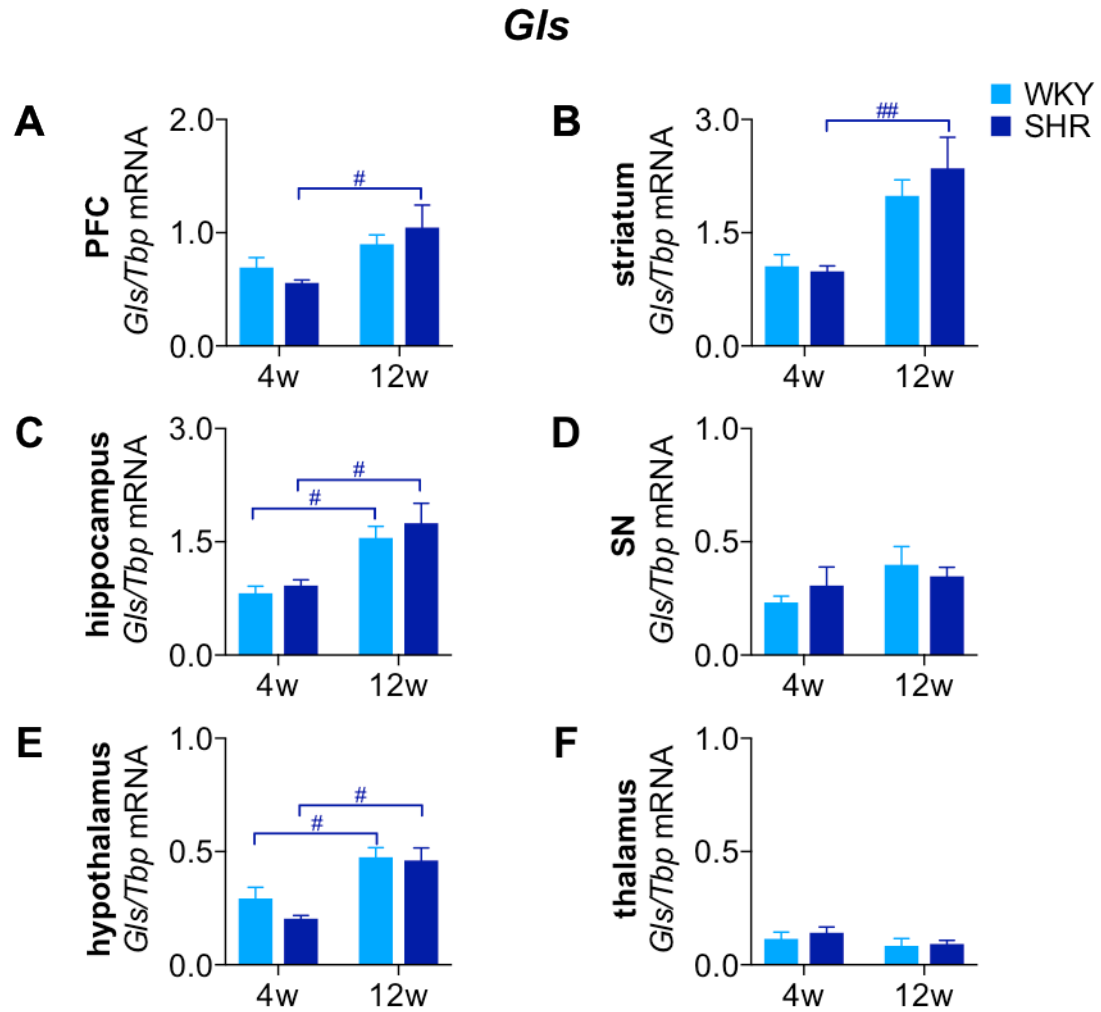 Gls
WKY
SHR
A
PFC
Gls/Tbp mRNA
2.0
1.0
0.0
#
4w
12w
B
striatum
Gls/Tbp mRNA
3.0
1.5
0.0
##
4w
12w
C
hippocampus
Gls/Tbp mRNA
3.0
1.5
0.0
#
#
4w
12w
D
SN
Gls/Tbp mRNA
1.0
0.5
0.0
4w
12w
E
hypothalamus
Gls/Tbp mRNA
1.0
0.5
0.0
#
#
4w
12w
F
thalamus
Gls/Tbp mRNA
1.0
0.5
0.0
4w
12w